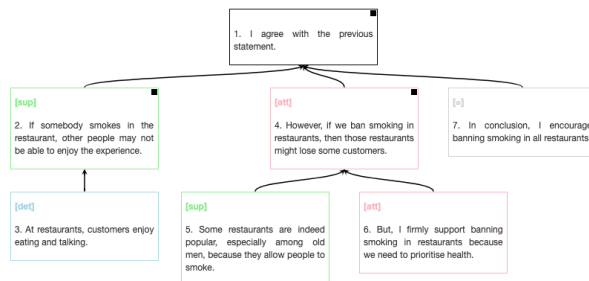 1. I agree with the previous
statement.
[sup]
2. If somebody smokes in the
restaurant, other people may not
be able to enjoy the experience.
[att]
4. However, if we ban smoking in
restaurants, then those restaurants
might lose some customers.
[=]
7. In conclusion, I encourage
banning smoking in all restaurants
[det]
3. At restaurants, customers enjoy
eating and talking.
[sup]
5. Some restaurants are indeed
popular, especially among old
men, because they allow people to
smoke.
[att]
6. But, I firmly support banning
smoking in restaurants because
we need to prioritise health.